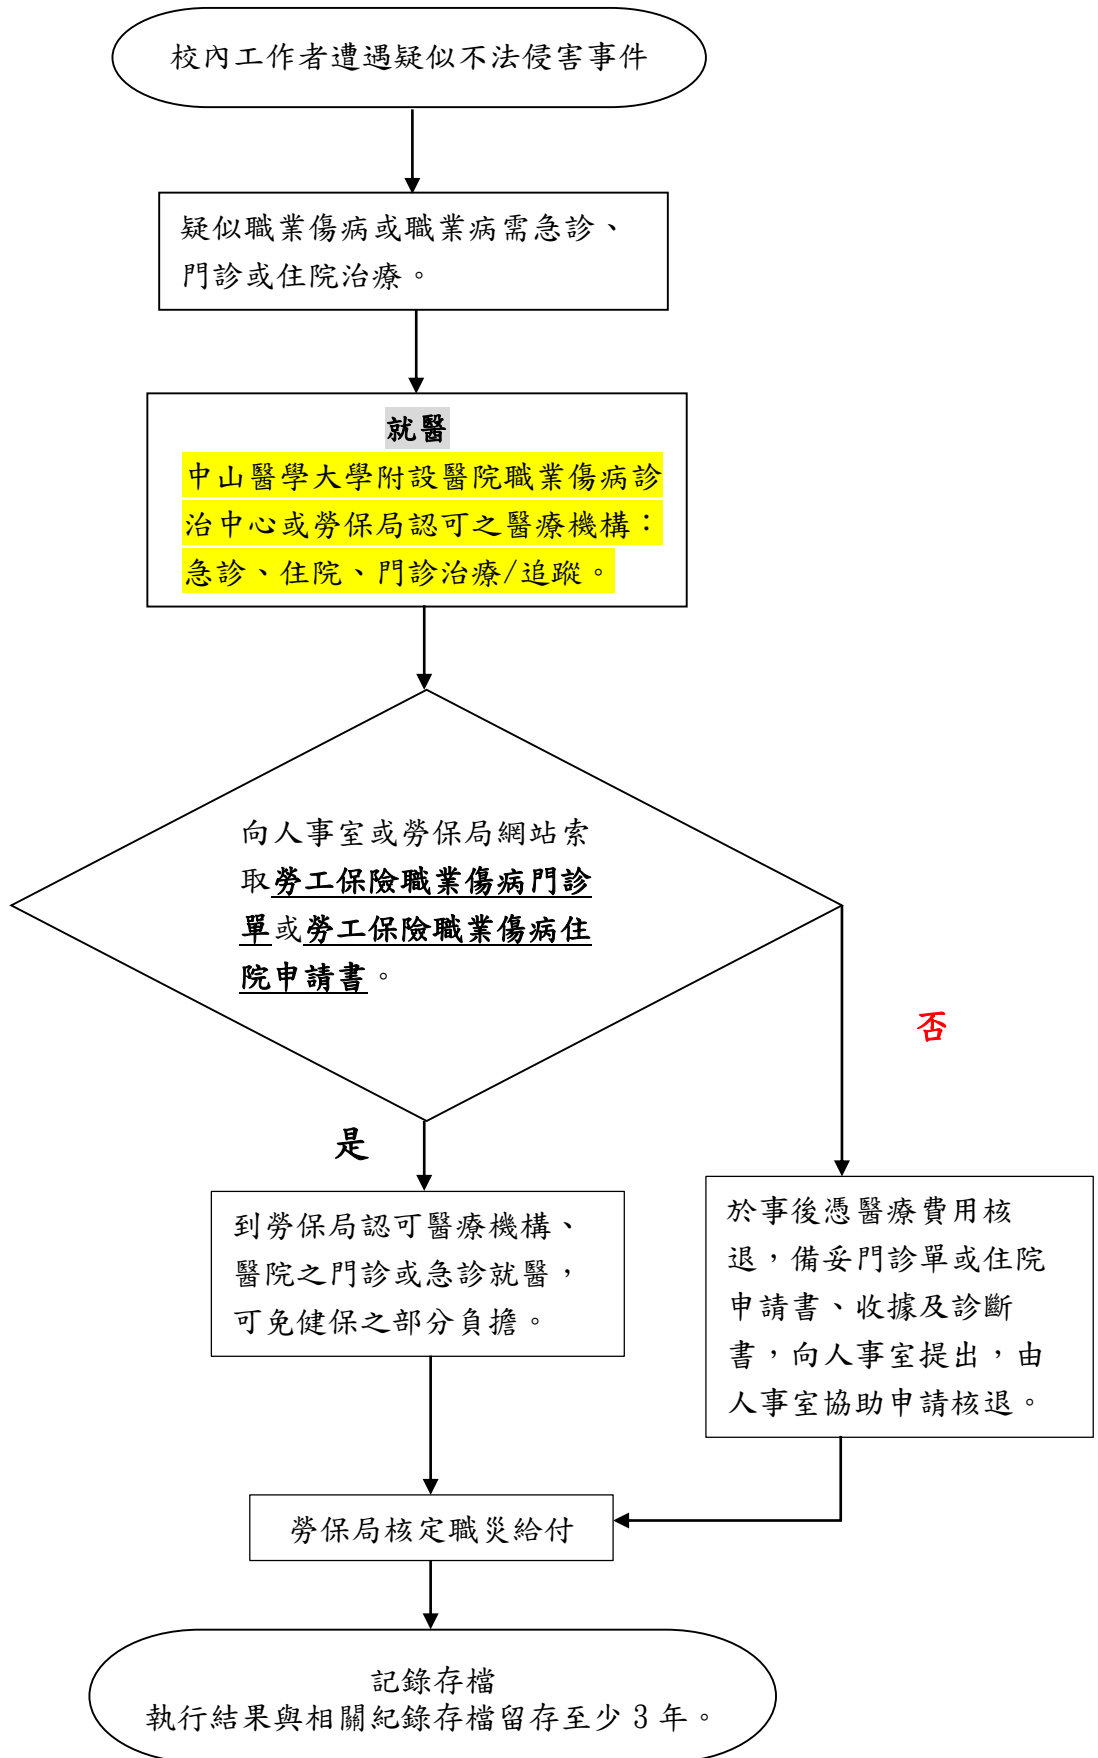 校內工作者遭遇疑似不法侵害事件
疑似職業傷病或職業病需急診、
門診或住院治療。
就醫
中山醫學大學附設醫院職業傷病診
治中心或勞保局認可之醫療機構：
急診、住院、門診治療/追蹤。
向人事室或勞保局網站索
取勞工保險職業傷病門診
單或勞工保險職業傷病住
院申請書。
否
是
到勞保局認可醫療機構、
醫院之門診或急診就醫，
可免健保之部分負擔。
於事後憑醫療費用核
退，備妥門診單或住院
申請書、收據及診斷
書，向人事室提出，由
人事室協助申請核退。
勞保局核定職災給付
記錄存檔
執行結果與相關紀錄存檔留存至少 3 年。